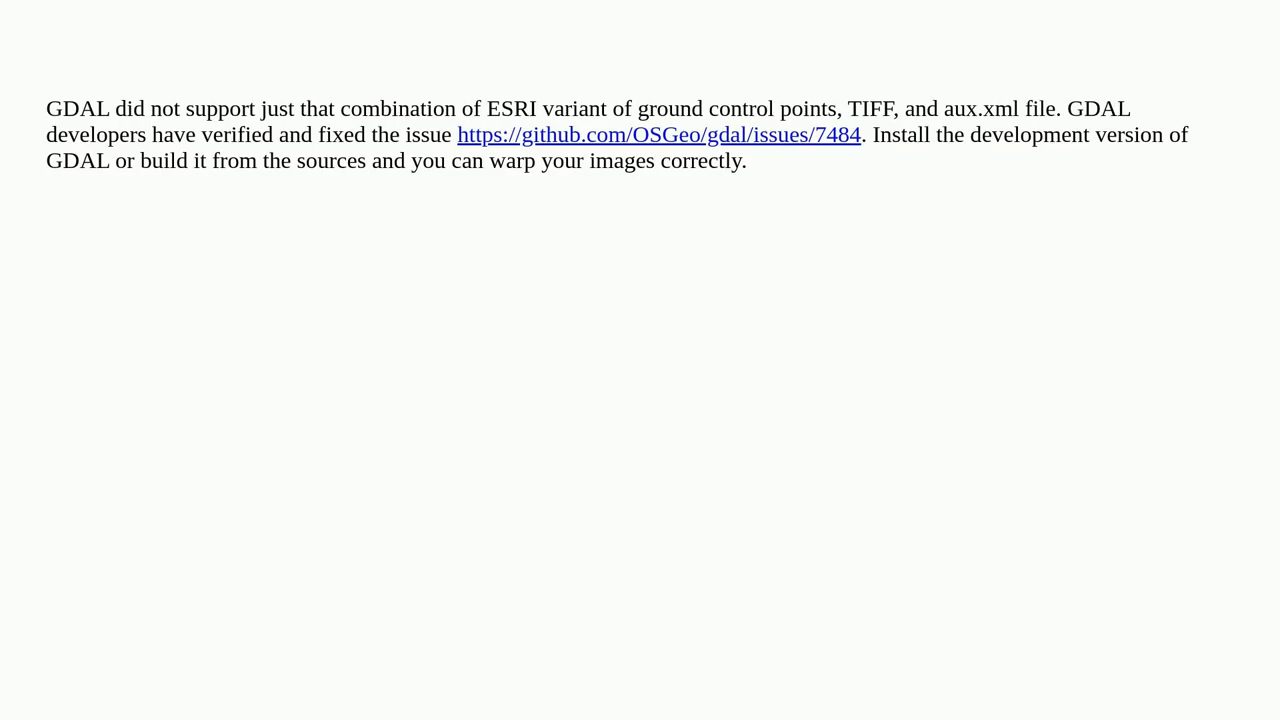 GDAL did not support just that combination of ESRI variant of ground control points, TIFF, and aux.xml file. GDAL
developers have verified and fixed the issue https://github.com/OSGeo/gdal/issues/7484. Install the development version of
GDAL or build it from the sources and you can warp your images correctly.